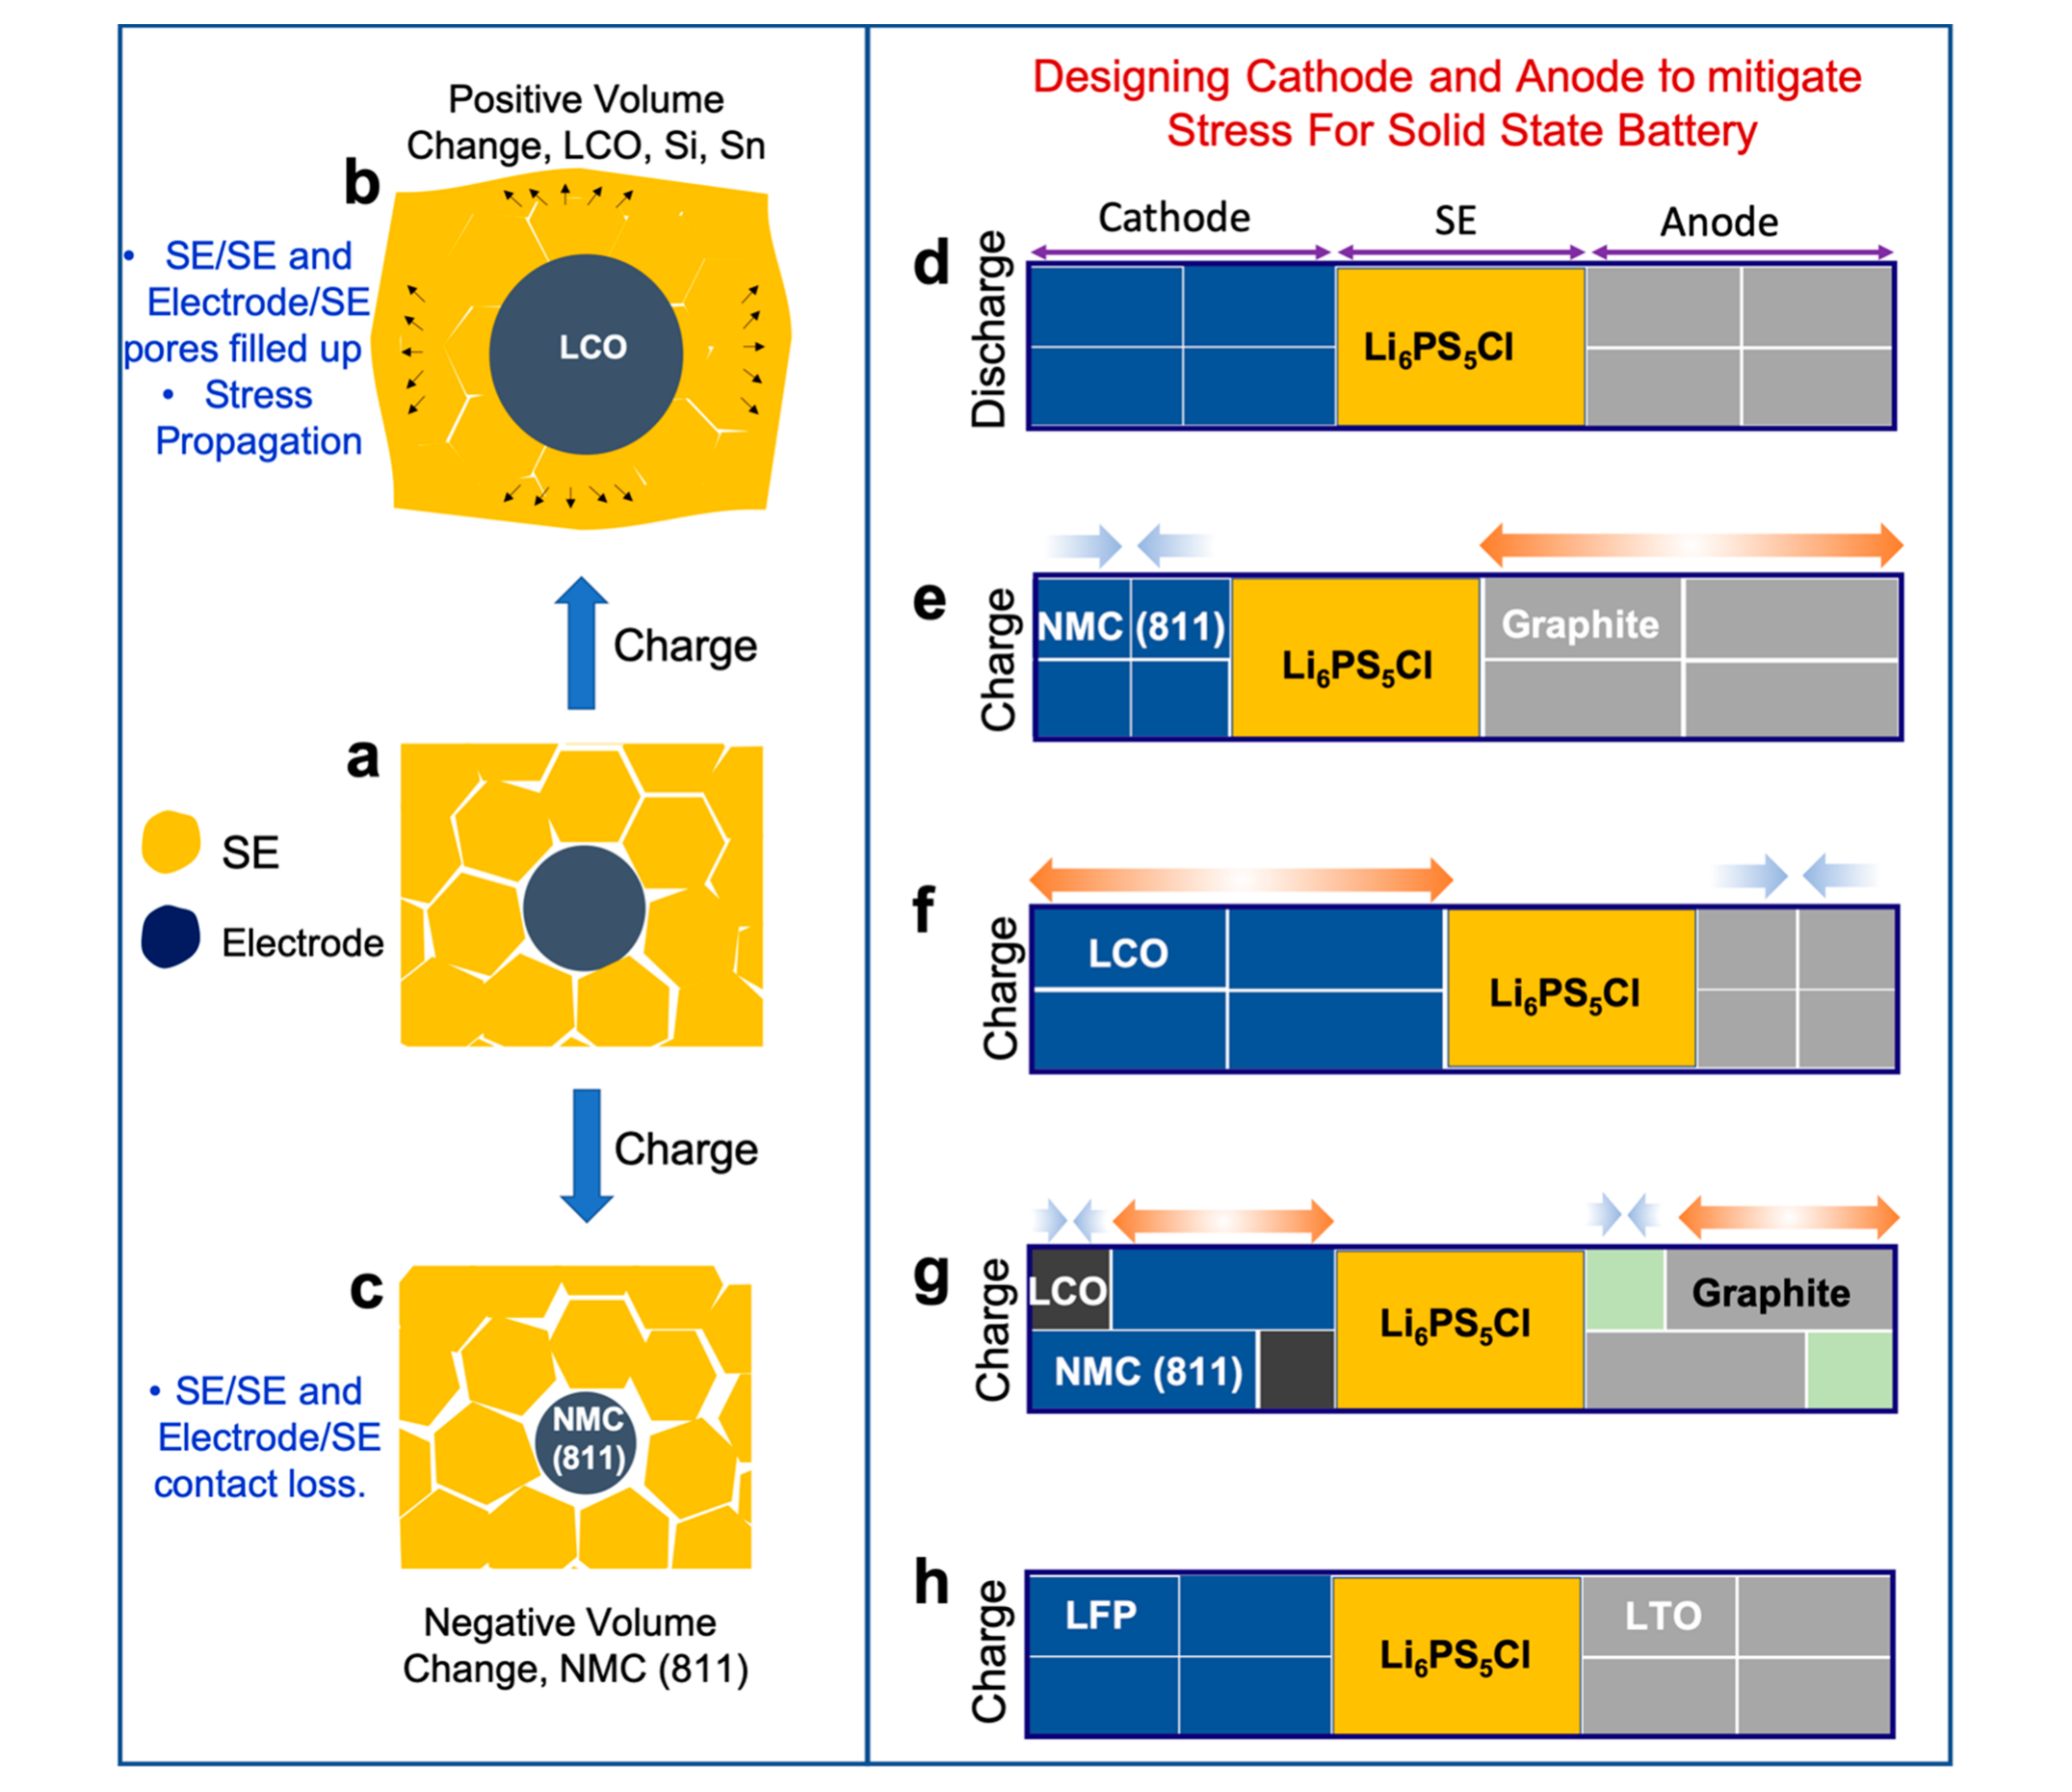 Positive Volume
Change, LCO, Si, Sn
b
• SE/SE and
Electrode/SE
pores filled up
• Stress
Propagation
LCO
Charge
a
SE
Electrode
Charge
c
• SE/SE and
Electrode/SE
contact loss.
NMC
(811)
Negative Volume
Change, NMC (811)
Designing Cathode and Anode to mitigate
Stress For Solid State Battery
Cathode SE Anode
d
Discharge
Li₆PS₅Cl
e
Charge
NMC (811)
Li₆PS₅Cl
Graphite
f
Charge
LCO
Li₆PS₅Cl
g
Charge
LCO
NMC (811)
Li₆PS₅Cl
Graphite
h
Charge
LFP
Li₆PS₅Cl
LTO